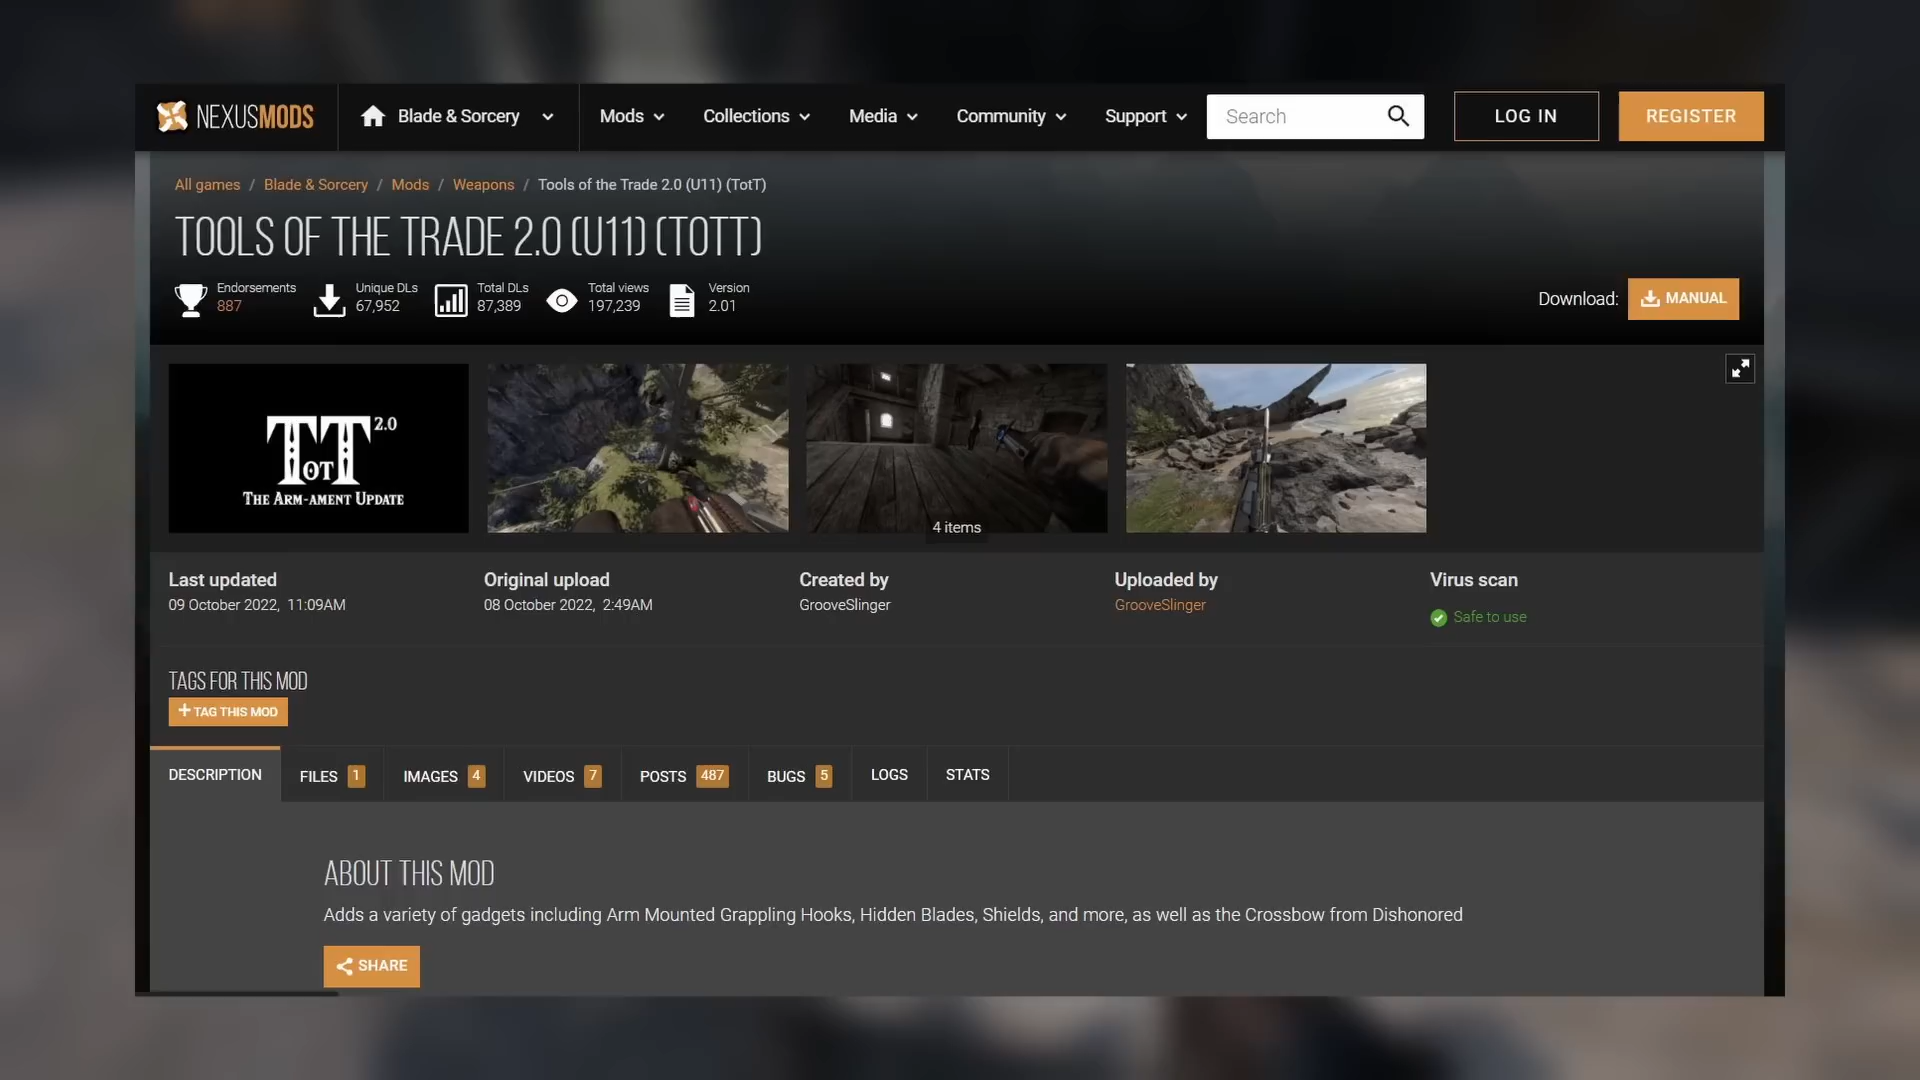 NEXUSMODS
Blade & Sorcery
Mods
Collections
Media
Community
Support
Search
LOG IN
REGISTER
All games / Blade & Sorcery / Mods / Weapons / Tools of the Trade 2.0 (U11) (TotT)
TOOLS OF THE TRADE 2.0 (U11) (TOTT)
Endorsements
887
Unique DLs
67,952
Total DLs
87,389
Total views
197,239
Version
2.01
Download:
MANUAL
TOTT 2.0
THE ARM-AMENT UPDATE
4 items
Last updated
09 October 2022, 11:09AM
Original upload
08 October 2022, 2:49AM
Created by
GrooveSlinger
Uploaded by
GrooveSlinger
Virus scan
Safe to use
TAGS FOR THIS MOD
+ TAG THIS MOD
DESCRIPTION
FILES 1
IMAGES 4
VIDEOS 7
POSTS 487
BUGS 5
LOGS
STATS
ABOUT THIS MOD
Adds a variety of gadgets including Arm Mounted Grappling Hooks, Hidden Blades, Shields, and more, as well as the Crossbow from Dishonored
SHARE